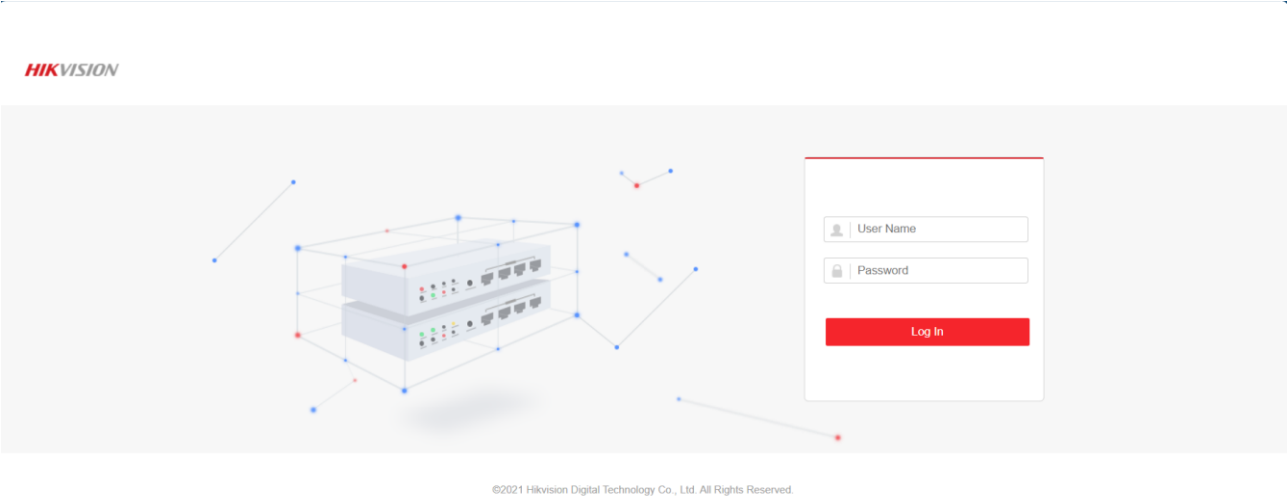 HIKVISION
User Name
Password
Log In
©2021 Hikvision Digital Technology Co., Ltd. All Rights Reserved.